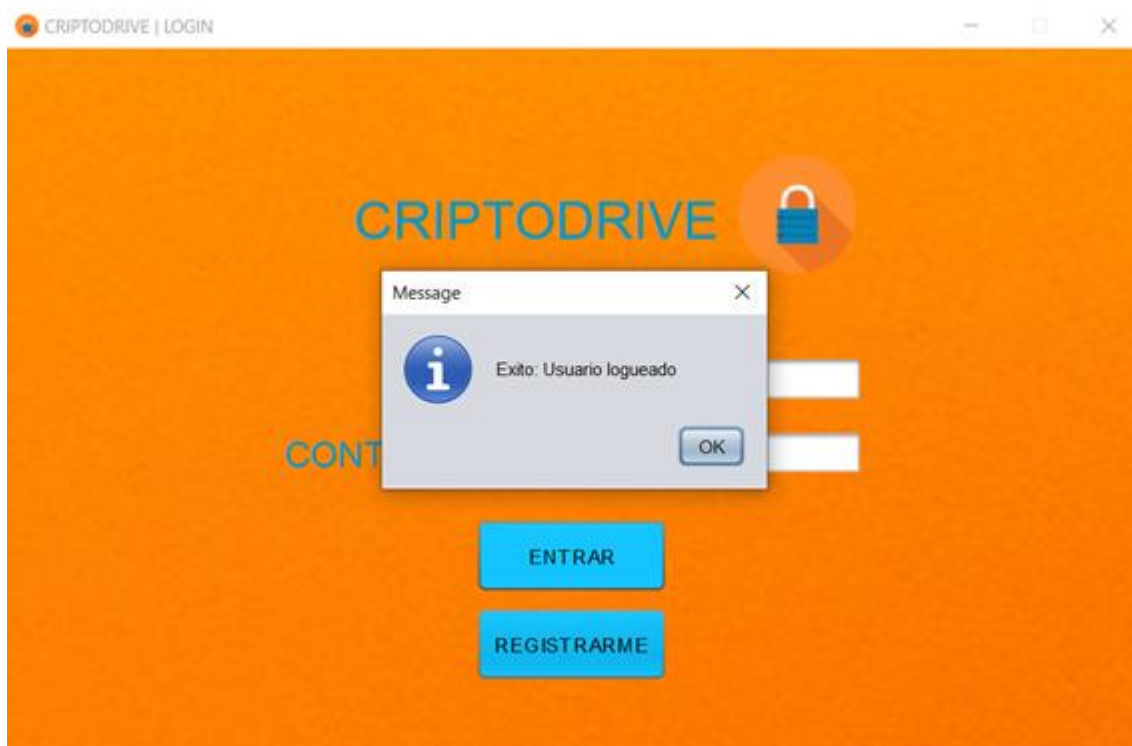 CRIPTODRIVE | LOGIN
CRIPTODRIVE
Message
Exito: Usuario logueado
OK
CONT
ENTRAR
REGISTRARME